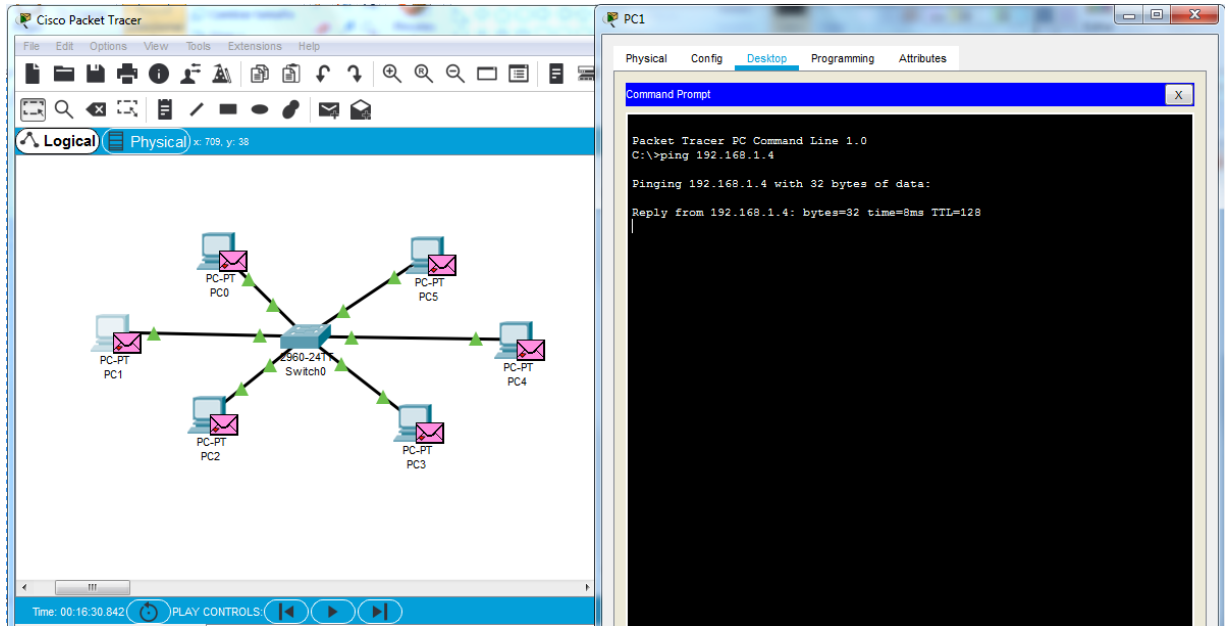 Cisco Packet Tracer
File Edit Options View Tools Extensions Help
Logical
Physical x: 709, y: 38
PC-PT
PC0
PC-PT
PC5
PC-PT
PC1
2960-24TT
Switch0
PC-PT
PC4
PC-PT
PC2
PC-PT
PC3
Time: 00:16:30.842 PLAY CONTROLS:
PC1
Physical Config Desktop Programming Attributes
Command Prompt X
Packet Tracer PC Command Line 1.0
C:\>ping 192.168.1.4
Pinging 192.168.1.4 with 32 bytes of data:
Reply from 192.168.1.4: bytes=32 time=8ms TTL=128